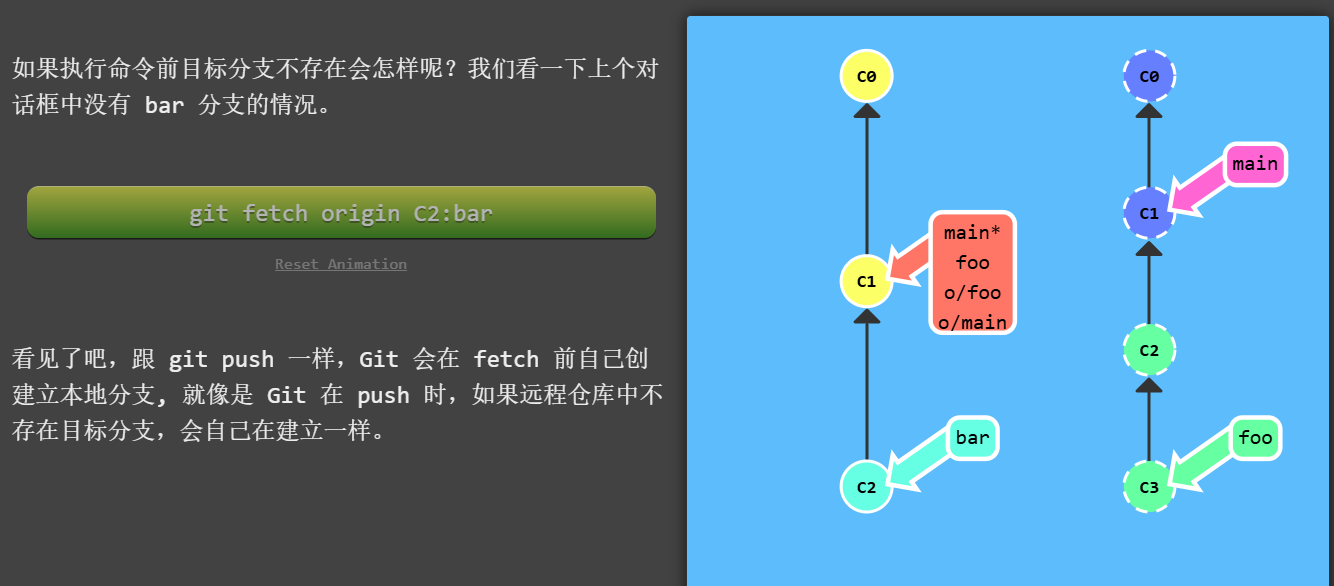 如果执行命令前目标分支不存在会怎样呢？我们看一下上个对
话框中没有 bar 分支的情况。
git fetch origin C2:bar
Reset Animation
看见了吧，跟 git push 一样，Git 会在 fetch 前自己创
建立本地分支, 就像是 Git 在 push 时，如果远程仓库中不
存在目标分支，会自己在建立一样。
C0
C1
main*
foo
o/foo
o/main
C2
bar
C0
main
C1
C2
foo
C3